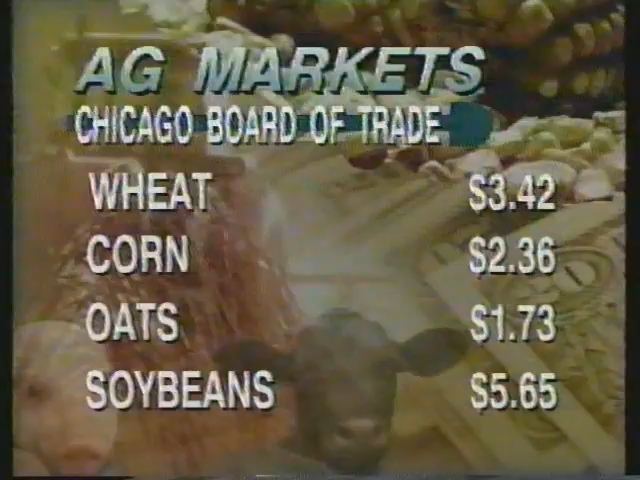 AG MARKETS
CHICAGO BOARD OF TRADE
WHEAT $3.42
CORN $2.36
OATS $1.73
SOYBEANS $5.65